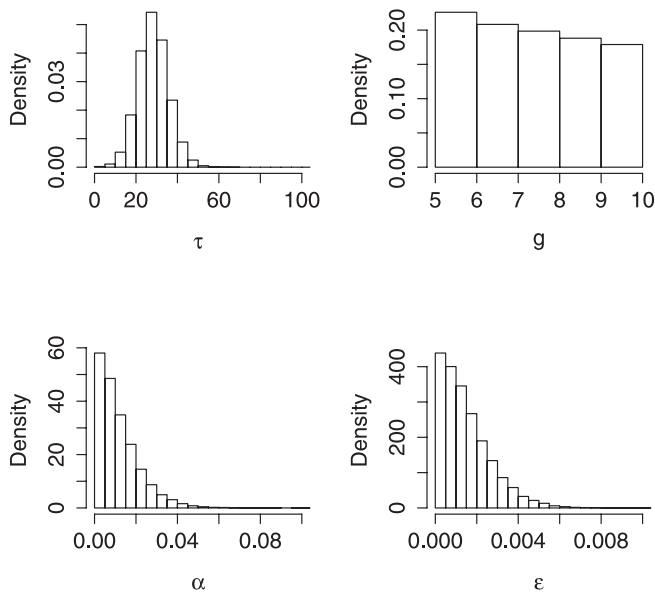 Density
0.00 0.03
0 20 60 100
τ
Density
0.00 0.10 0.20
5 6 7 8 9 10
g
Density
0 20 40 60
0.00 0.04 0.08
α
Density
0 200 400
0.000 0.004 0.008
ε